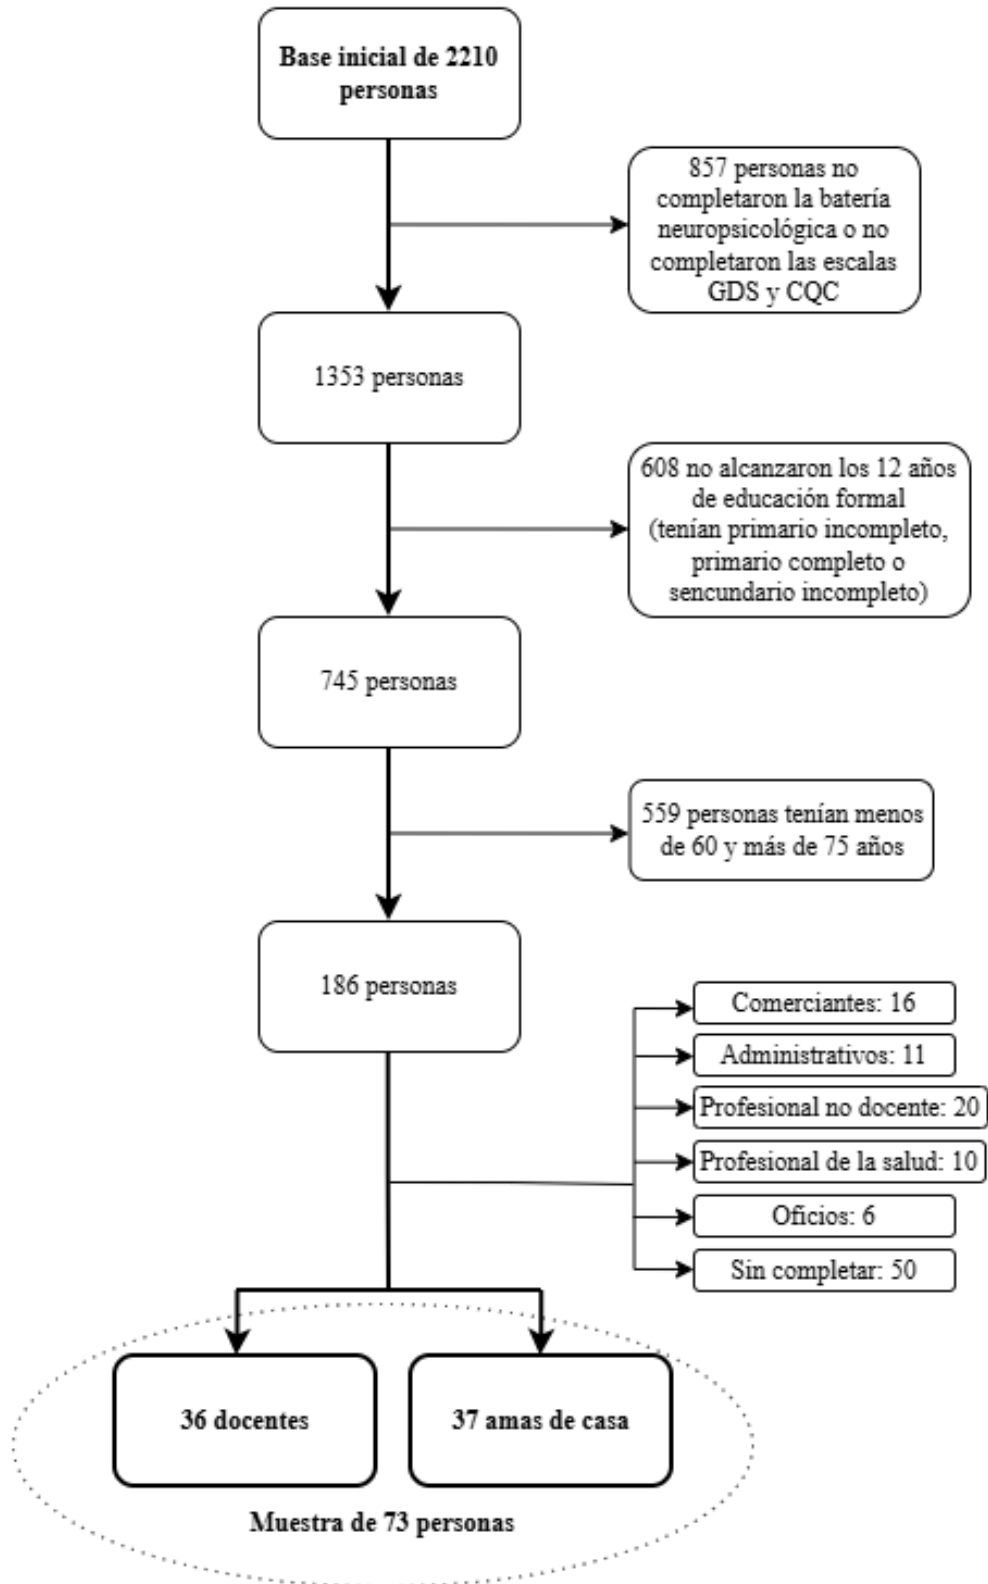 Base inicial de 2210
personas
857 personas no
completaron la batería
neuropsicológica o no
completaron las escalas
GDS y CQC
1353 personas
608 no alcanzaron los 12 años
de educación formal
(tenían primario incompleto,
primario completo o
sencundario incompleto)
745 personas
559 personas tenían menos
de 60 y más de 75 años
186 personas
Comerciantes: 16
Administrativos: 11
Profesional no docente: 20
Profesional de la salud: 10
Oficios: 6
Sin completar: 50
36 docentes
37 amas de casa
Muestra de 73 personas